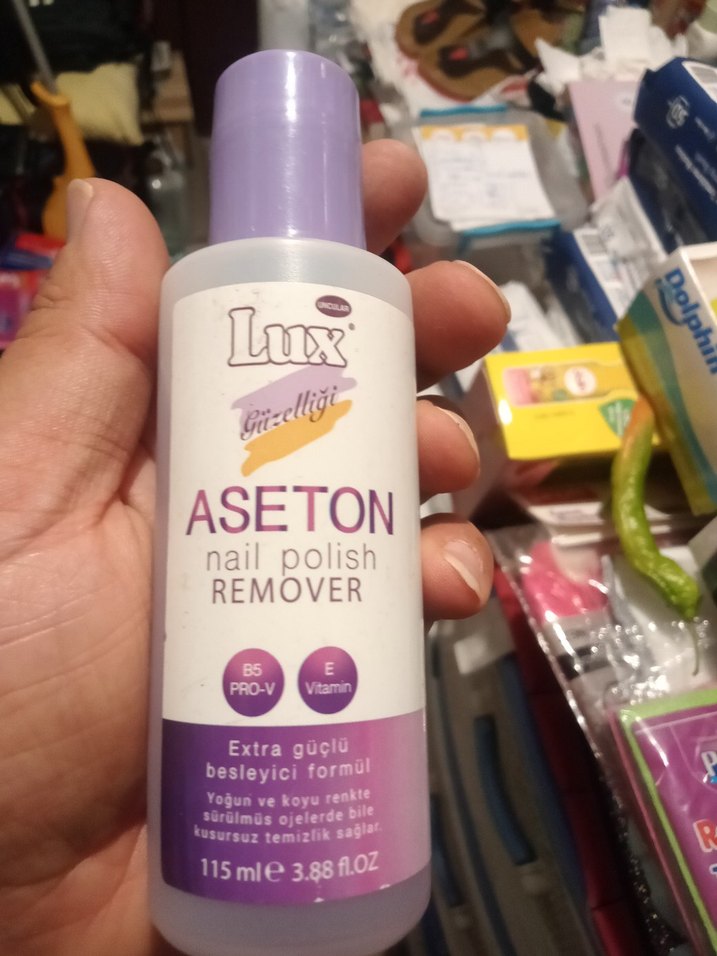 UNCULAR
Lux
Güzelliği
ASETON
nail polish
REMOVER
B5
PRO-V
E
Vitamin
Extra güçlü
besleyici formül
Yoğun ve koyu renkte
sürülmüş ojelerde bile
kusursuz temizlik sağlar.
115 ml e 3.88 fl.OZ
Dolphin